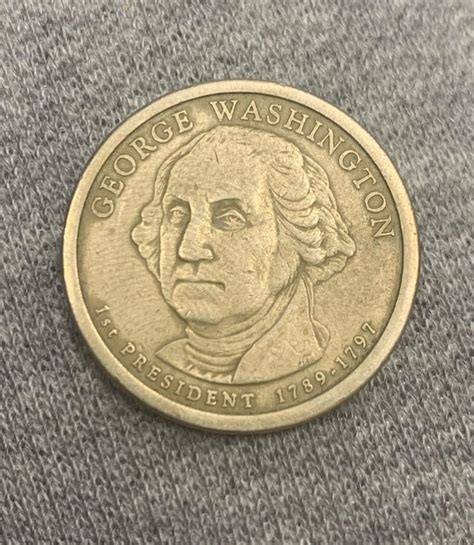 GEORGE WASHINGTON
1st PRESIDENT 1789-1797